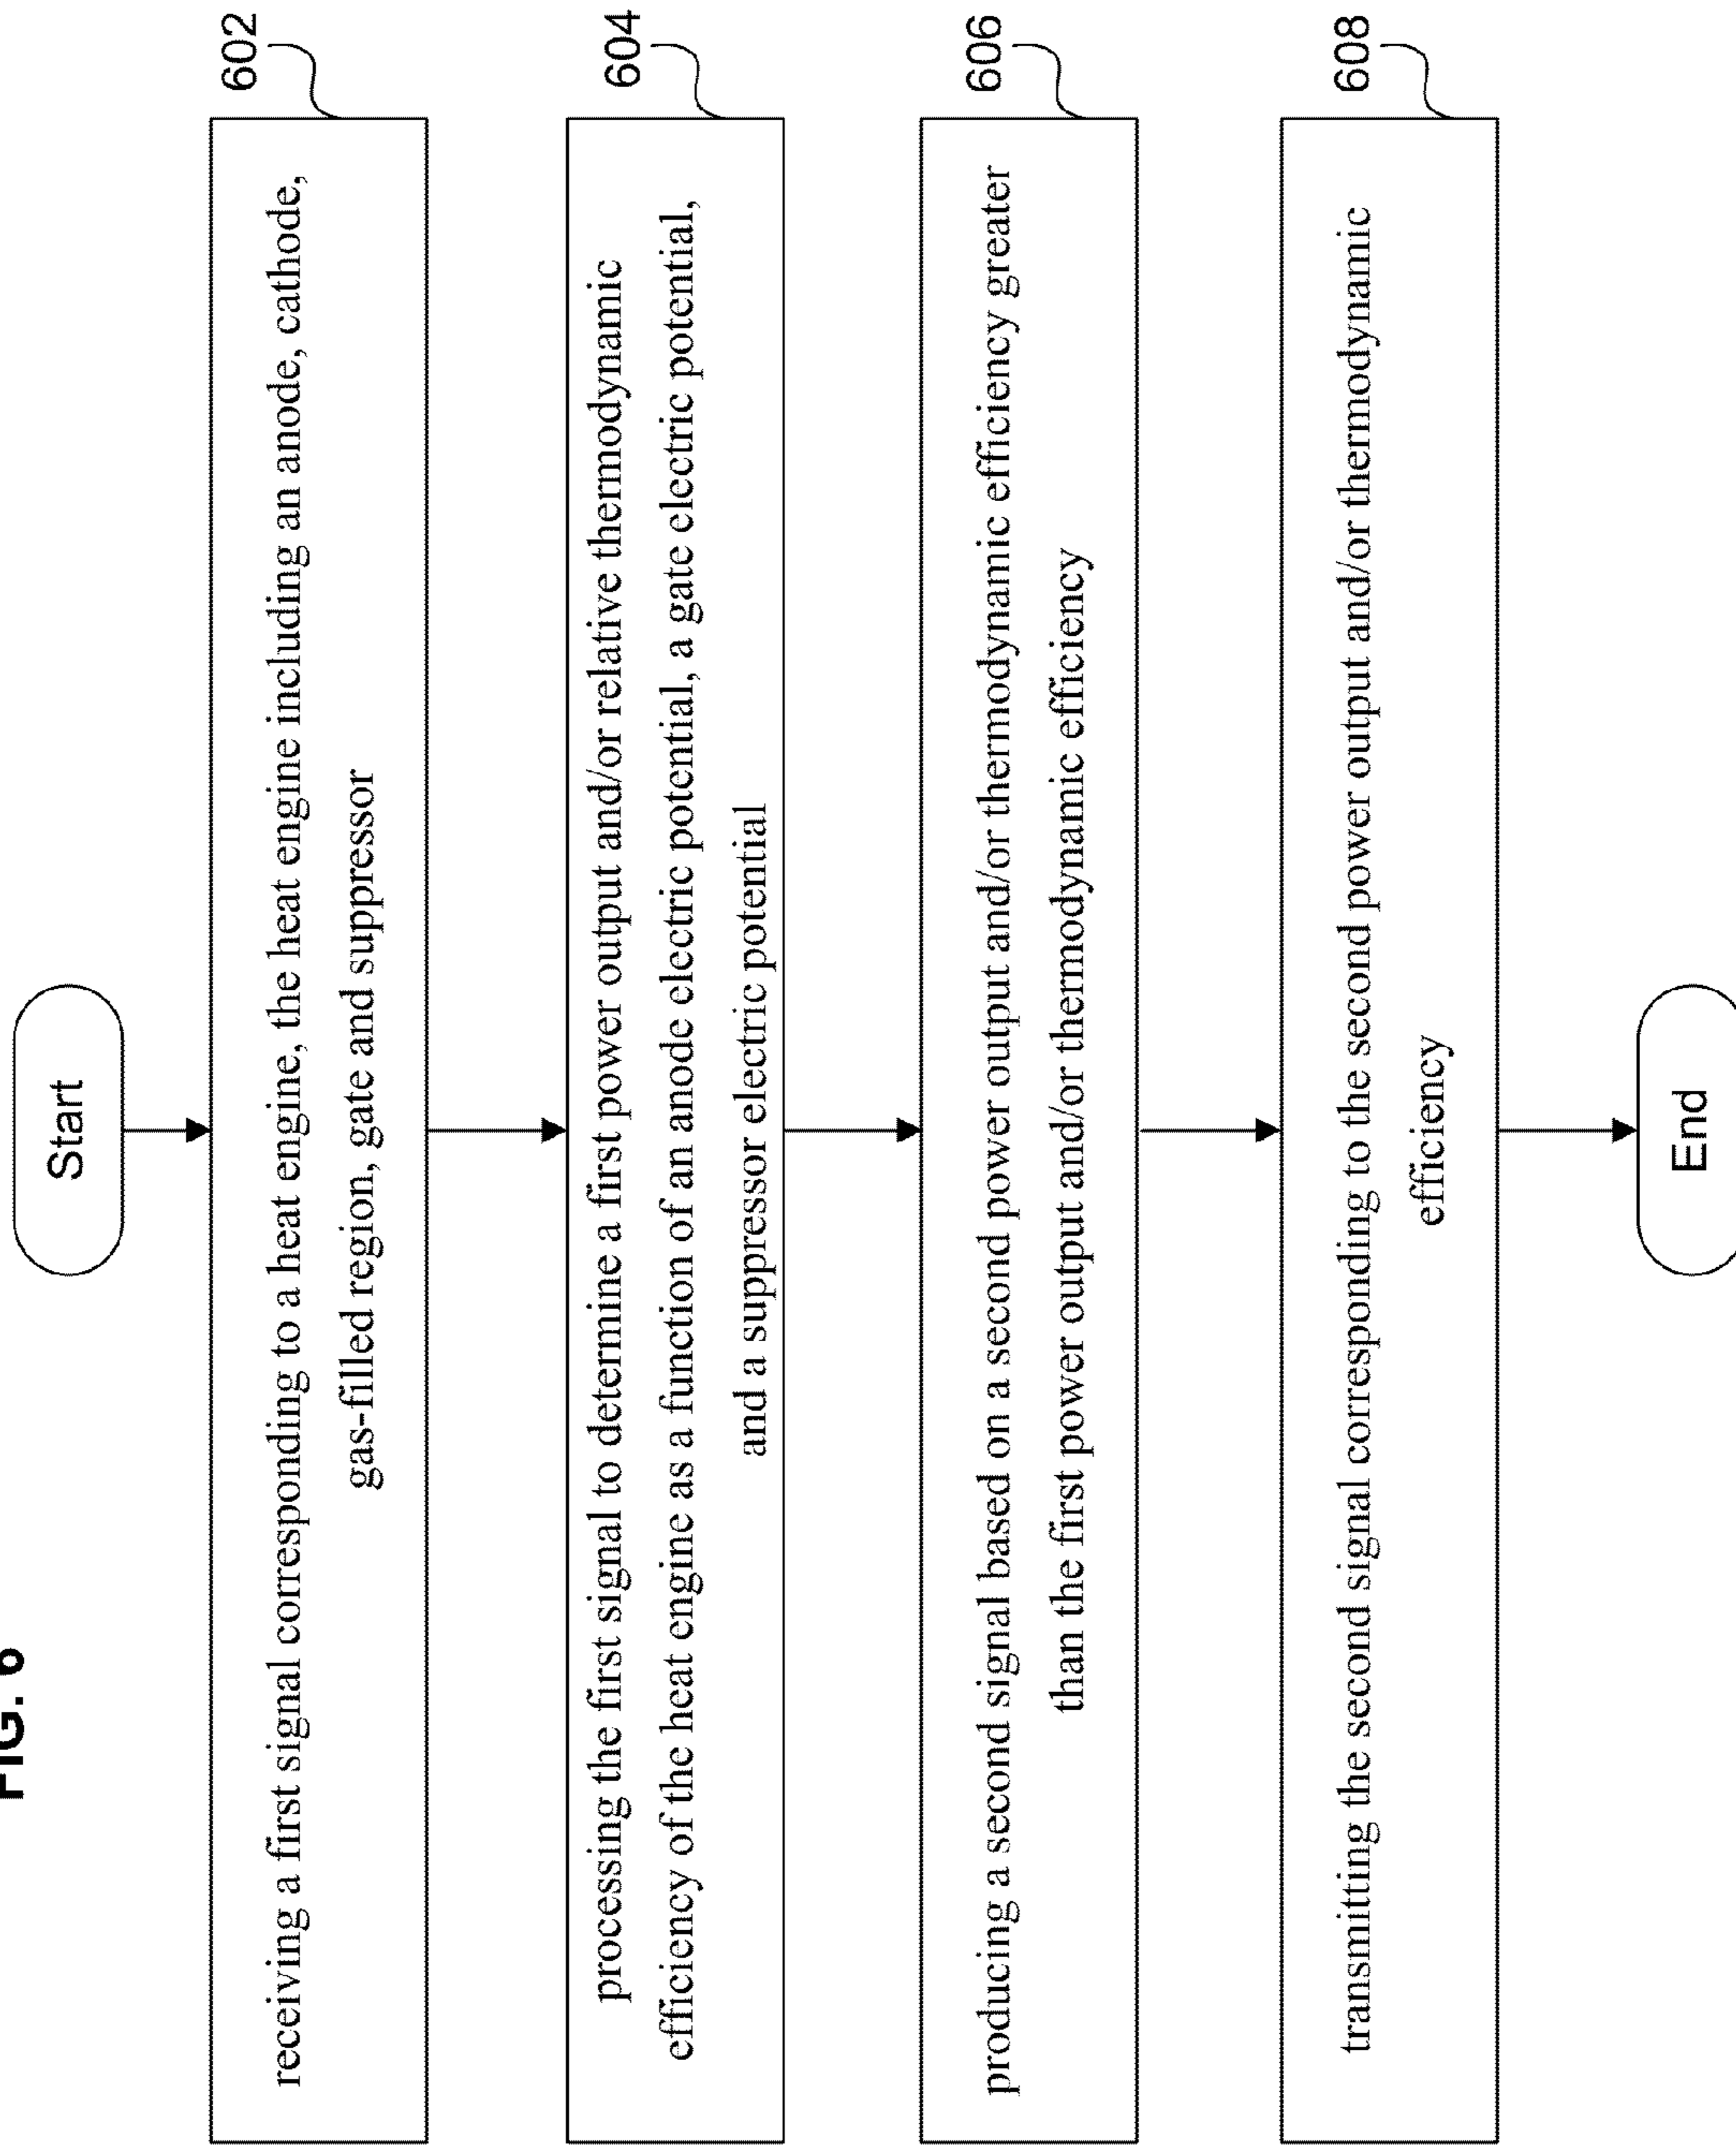 FIG. 6
Start
602
receiving a first signal corresponding to a heat engine, the heat engine including an anode, cathode,
gas-filled region, gate and suppressor
604
processing the first signal to determine a first power output and/or relative thermodynamic
efficiency of the heat engine as a function of an anode electric potential, a gate electric potential,
and a suppressor electric potential
606
producing a second signal based on a second power output and/or thermodynamic efficiency greater
than the first power output and/or thermodynamic efficiency
608
transmitting the second signal corresponding to the second power output and/or thermodynamic
efficiency
End